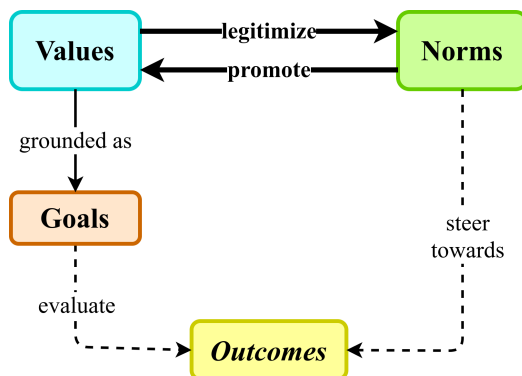 Values
legitimize
Norms
promote
grounded as
Goals
steer
towards
evaluate
Outcomes